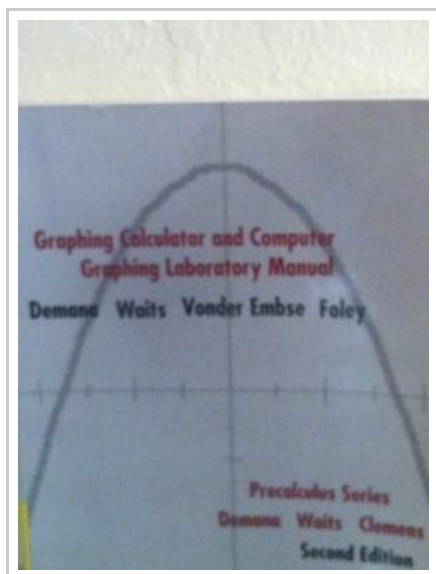 Graphing Calculator and Computer
Graphing Laboratory Manual
Demana Waits Vonder Embse Foley
Precalculus Series
Demana Waits Clemens
Second Edition